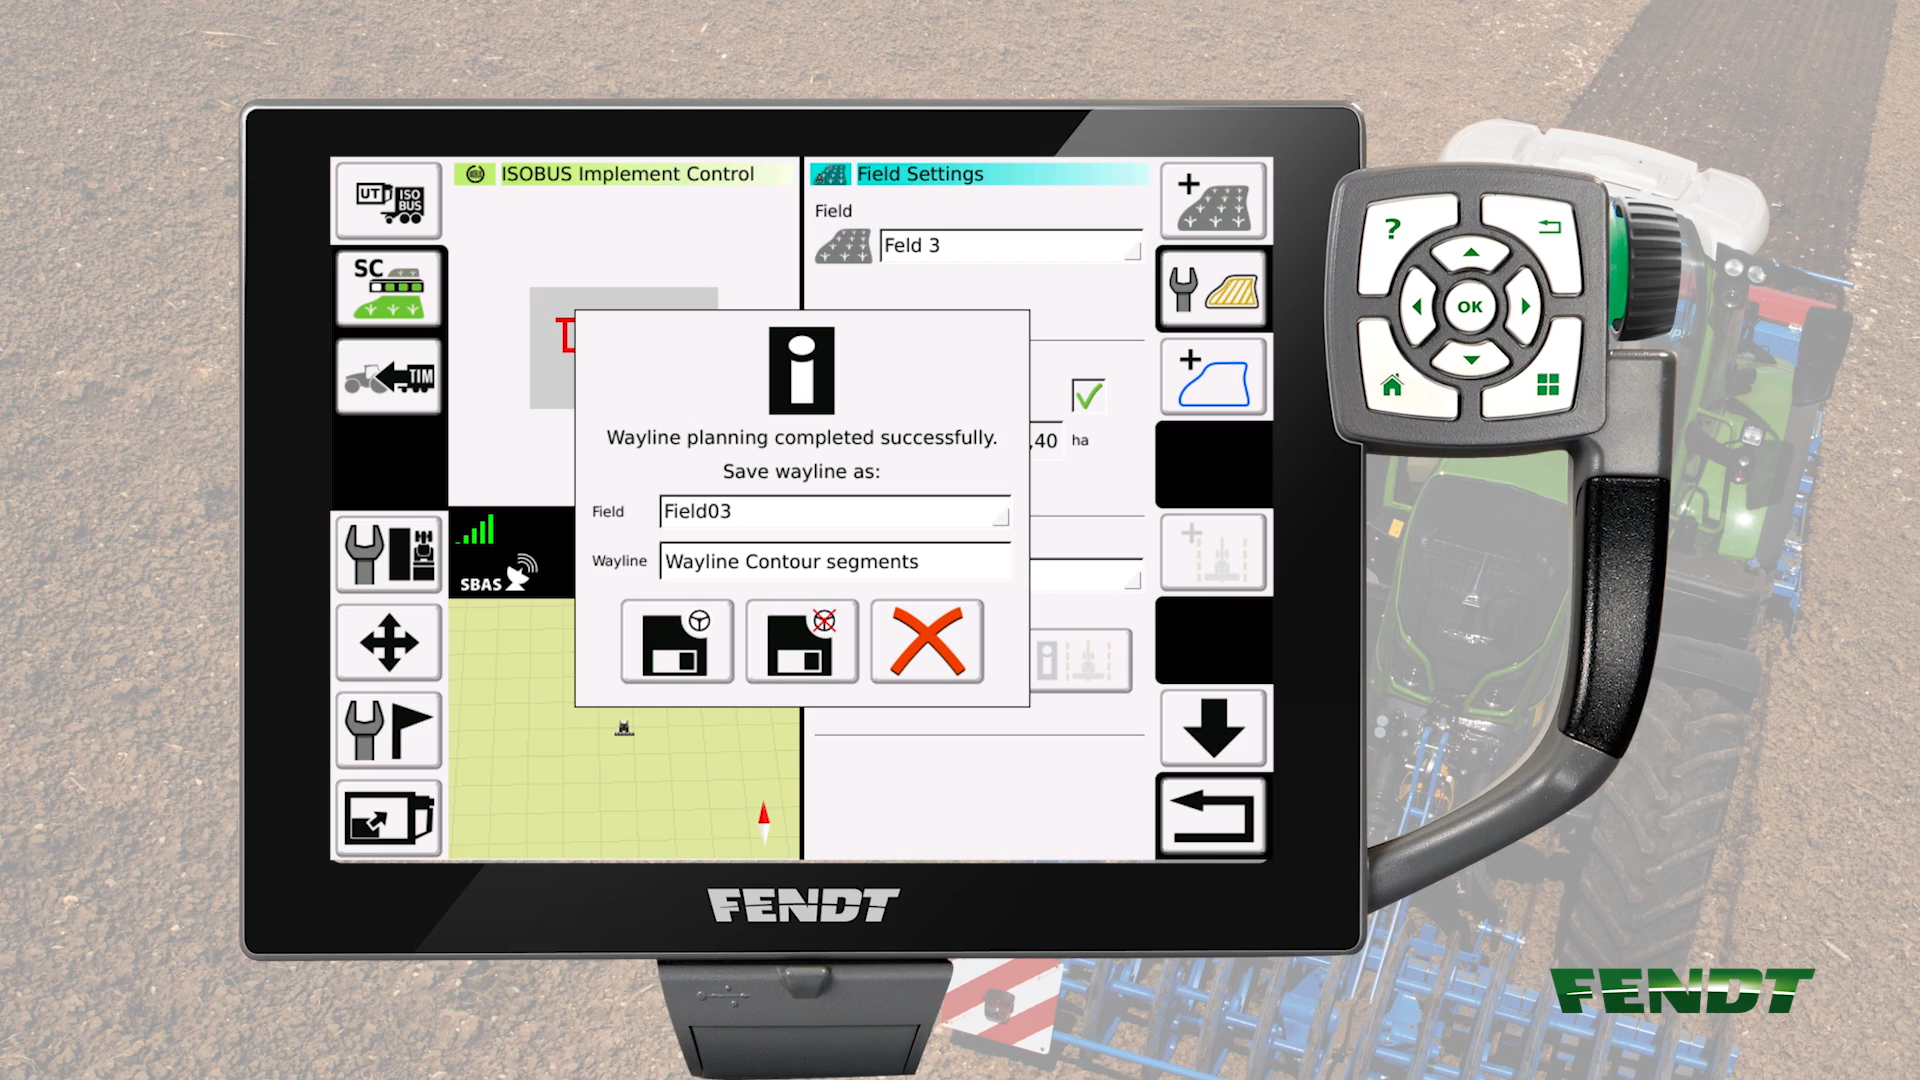 ISOBUS Implement Control
Field Settings
UT
ISO
BUS
Field
Feld 3
SC
TIM
Wayline planning completed successfully.
,40 ha
Save wayline as:
Field
Field03
Wayline
Wayline Contour segments
SBAS
?
OK
FENDT
FENDT